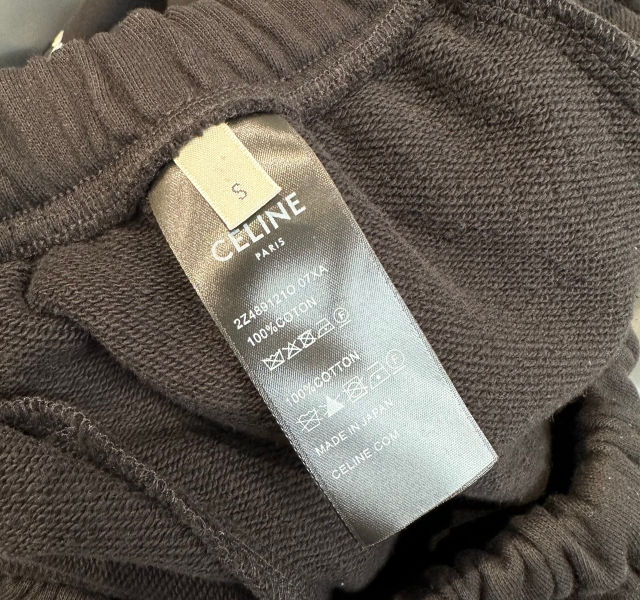 S
CELINE
PARIS
2Z489121O.07XA
100%COTON
100%COTTON
MADE IN JAPAN
CELINE.COM